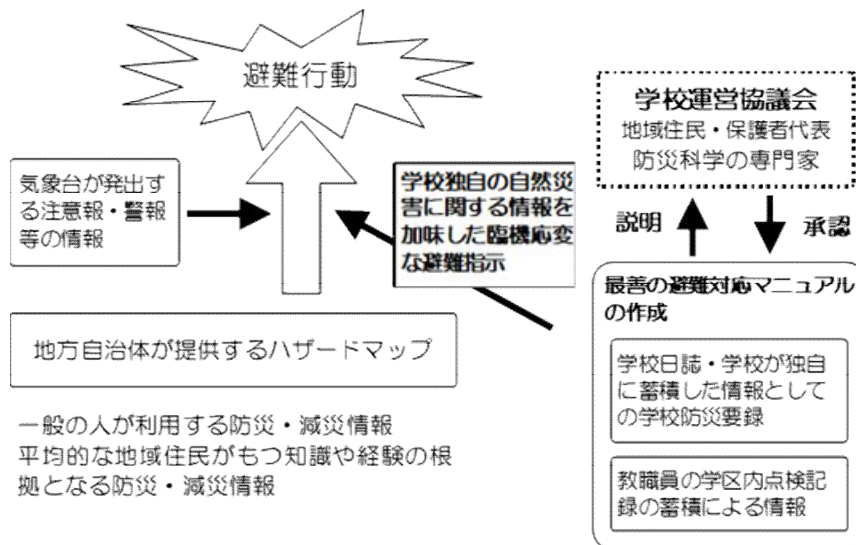 避難行動
気象台が発出す
る注意報・警報
等の情報
学校独自の自然災
害に関する情報を
加味した臨機応変
な避難指示
地方自治体が提供するハザードマップ
一般の人が利用する防災・減災情報
平均的な地域住民がもつ知識や経験の根
拠となる防災・減災情報
学校運営協議会
地域住民・保護者代表
防災科学の専門家
説明
承認
最善の避難対応マニュアル
の作成
学校日誌・学校が独自
に蓄積した情報として
の学校防災要録
教職員の学区内点検記
録の蓄積による情報